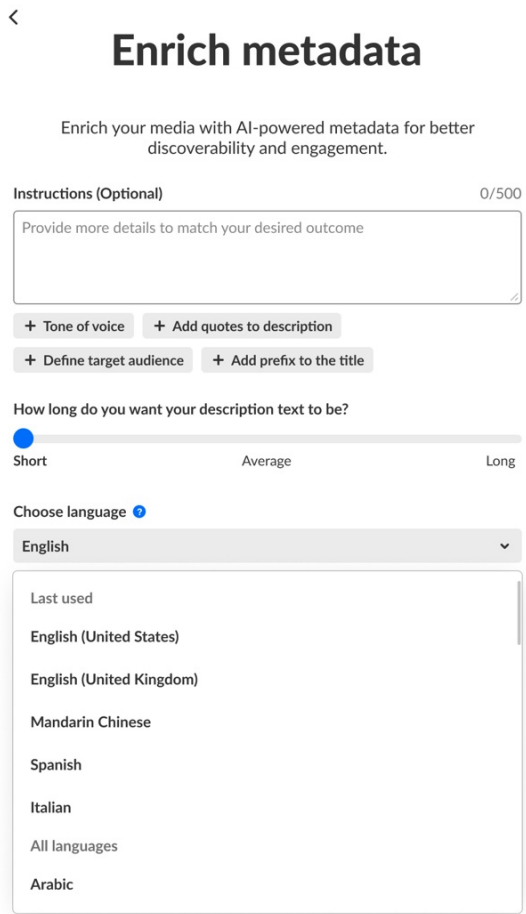 Enrich metadata
Enrich your media with AI-powered metadata for better
discoverability and engagement.
Instructions (Optional) 0/500
Provide more details to match your desired outcome
+ Tone of voice + Add quotes to description
+ Define target audience + Add prefix to the title
How long do you want your description text to be?
Short Average Long
Choose language ?
English
Last used
English (United States)
English (United Kingdom)
Mandarin Chinese
Spanish
Italian
All languages
Arabic